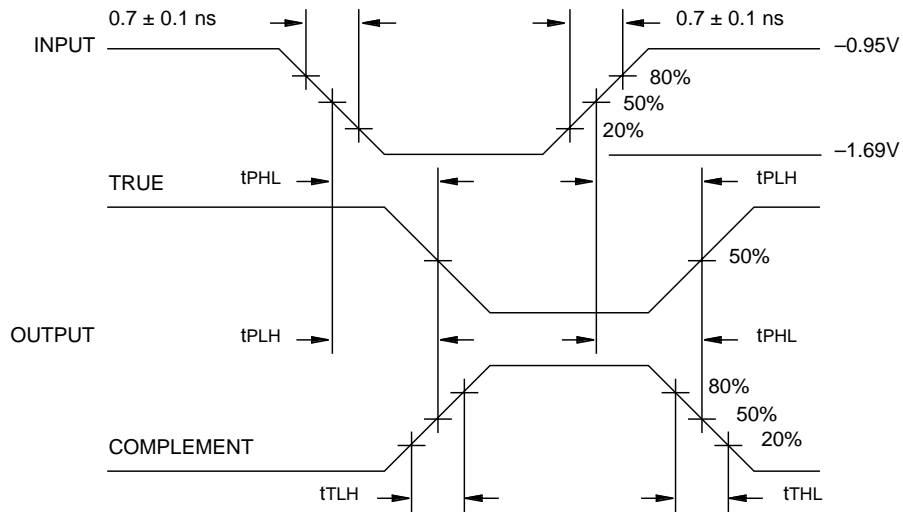 0.7 ± 0.1 ns 0.7 ± 0.1 ns
INPUT –0.95V
80%
50%
20%
–1.69V
tPHL tPLH
TRUE
50%
OUTPUT tPLH tPHL
80%
50%
20%
COMPLEMENT
tTLH tTHL